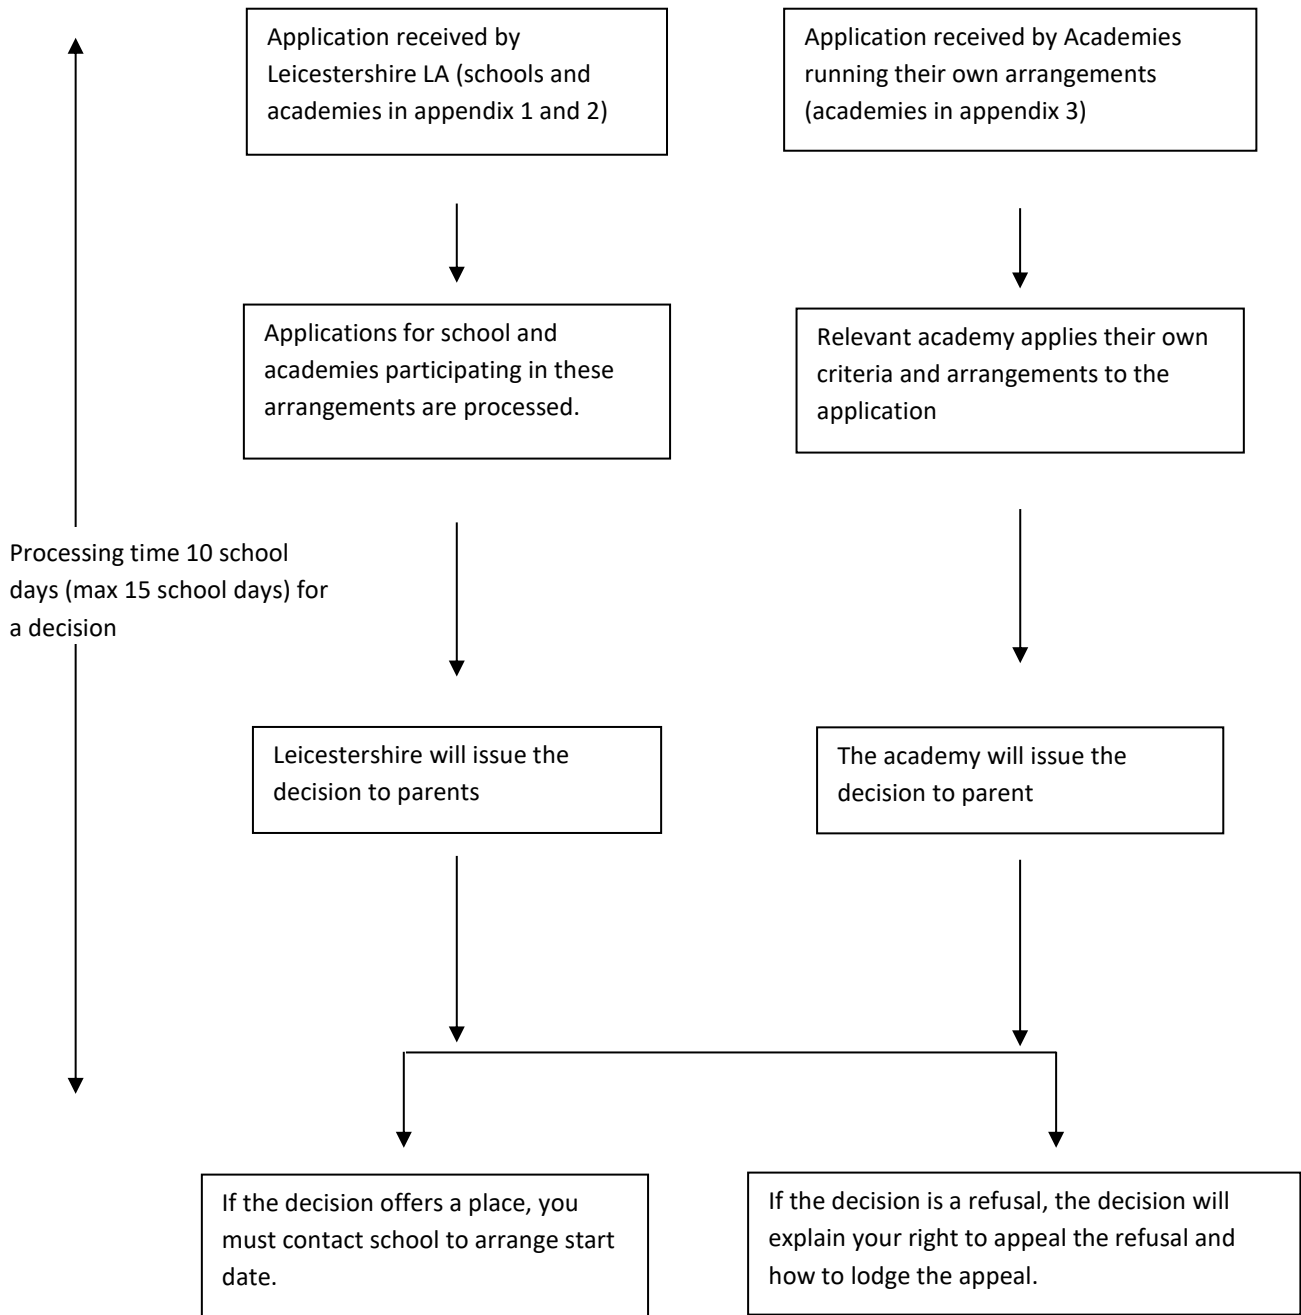 Application received by
Leicestershire LA (schools and
academies in appendix 1 and 2)
Application received by Academies
running their own arrangements
(academies in appendix 3)
Applications for school and
academies participating in these
arrangements are processed.
Relevant academy applies their own
criteria and arrangements to the
application
Processing time 10 school
days (max 15 school days) for
a decision
Leicestershire will issue the
decision to parents
The academy will issue the
decision to parent
If the decision offers a place, you
must contact school to arrange start
date.
If the decision is a refusal, the decision will
explain your right to appeal the refusal and
how to lodge the appeal.